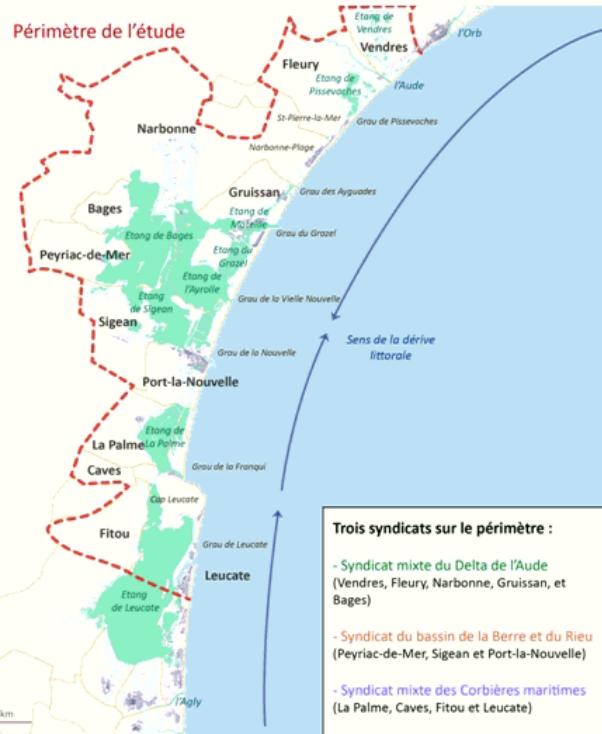 Périmètre de l'étude
Etang de
Vendres
l'Orb
Vendres
Fleury
Etang de
Pissevaches
l'Aude
St-Pierre-la-Mer
Grau de Pissevaches
Narbonne
Narbonne-Plage
Gruissan
Grau des Ayguades
Bages
Etang de
Mateille
Etang de Bages
Grau du Grazel
Peyriac-de-Mer
Etang du
Grazel
Etang de
l'Ayrolle
Etang
de Sigean
Grau de la Vielle Nouvelle
Sigean
Sens de la dérive
littorale
Grau de la Nouvelle
Port-la-Nouvelle
Etang de
La Palme
La Palme
Grau de la Franqui
Caves
Cap Leucate
Fitou
Grau de Leucate
Leucate
Etang
de Leucate
l'Agly
km
Trois syndicats sur le périmètre :
- Syndicat mixte du Delta de l'Aude
(Vendres, Fleury, Narbonne, Gruissan, et
Bages)
- Syndicat du bassin de la Berre et du Rieu
(Peyriac-de-Mer, Sigean et Port-la-Nouvelle)
- Syndicat mixte des Corbières maritimes
(La Palme, Caves, Fitou et Leucate)